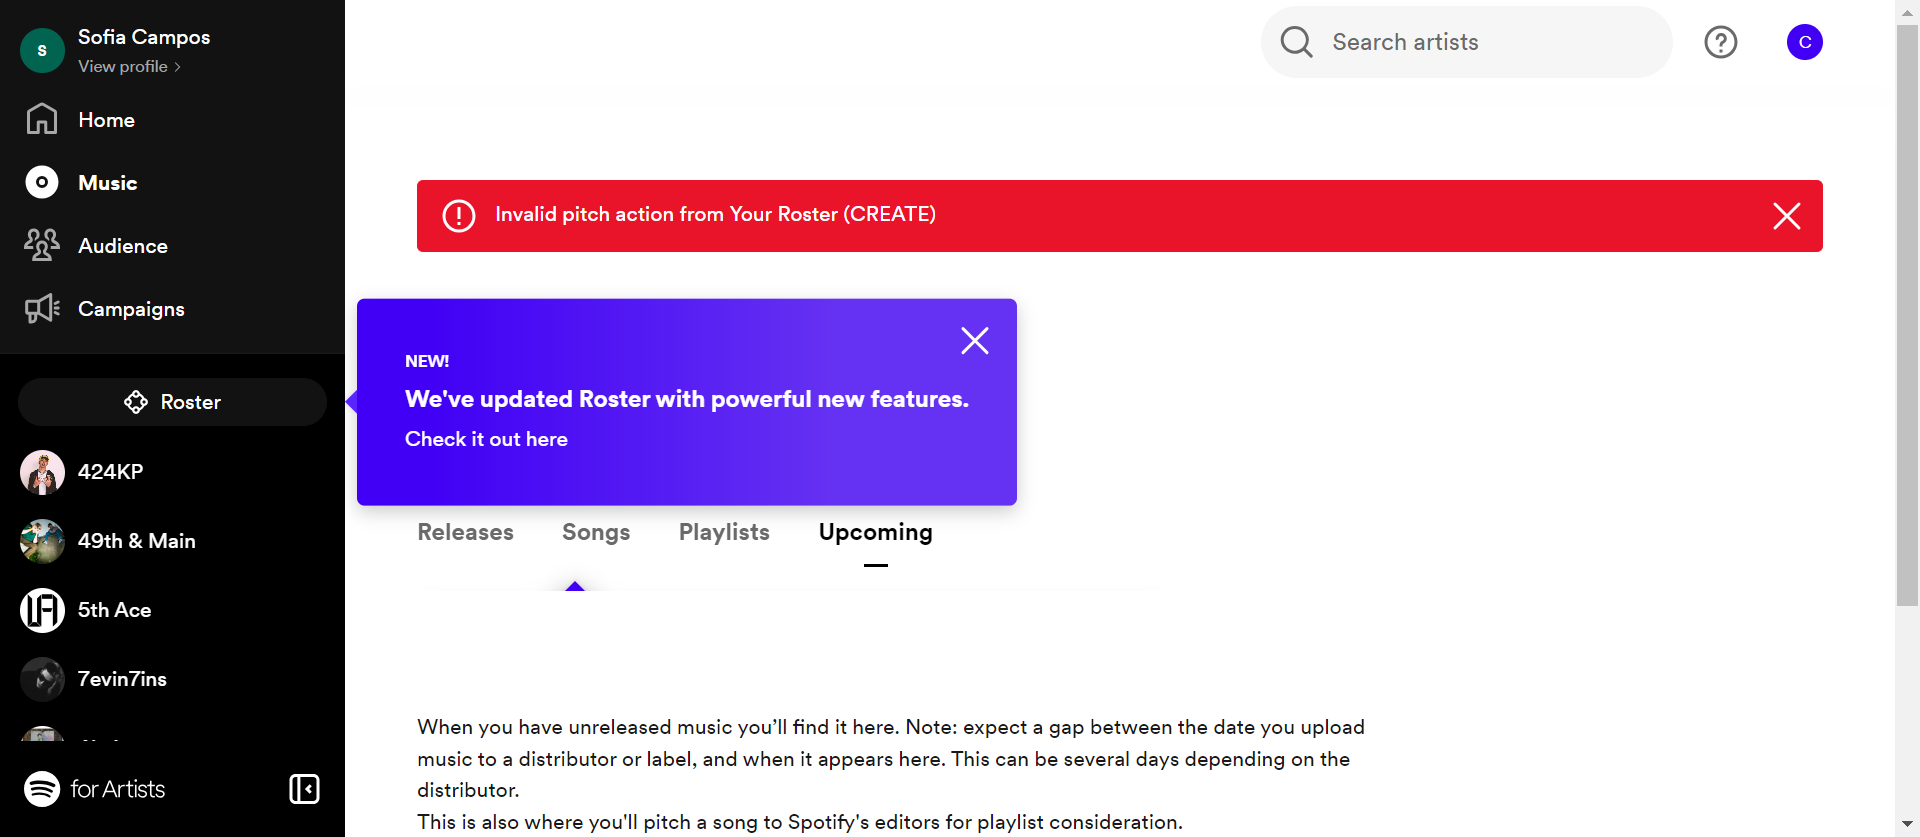 S
Sofia Campos
View profile
Home
Music
Audience
Campaigns
Roster
424KP
49th & Main
5th Ace
7evin7ins
for Artists
Search artists
C
Invalid pitch action from Your Roster (CREATE)
NEW!
We've updated Roster with powerful new features.
Check it out here
Releases
Songs
Playlists
Upcoming
When you have unreleased music you’ll find it here. Note: expect a gap between the date you upload
music to a distributor or label, and when it appears here. This can be several days depending on the
distributor.
This is also where you'll pitch a song to Spotify's editors for playlist consideration.